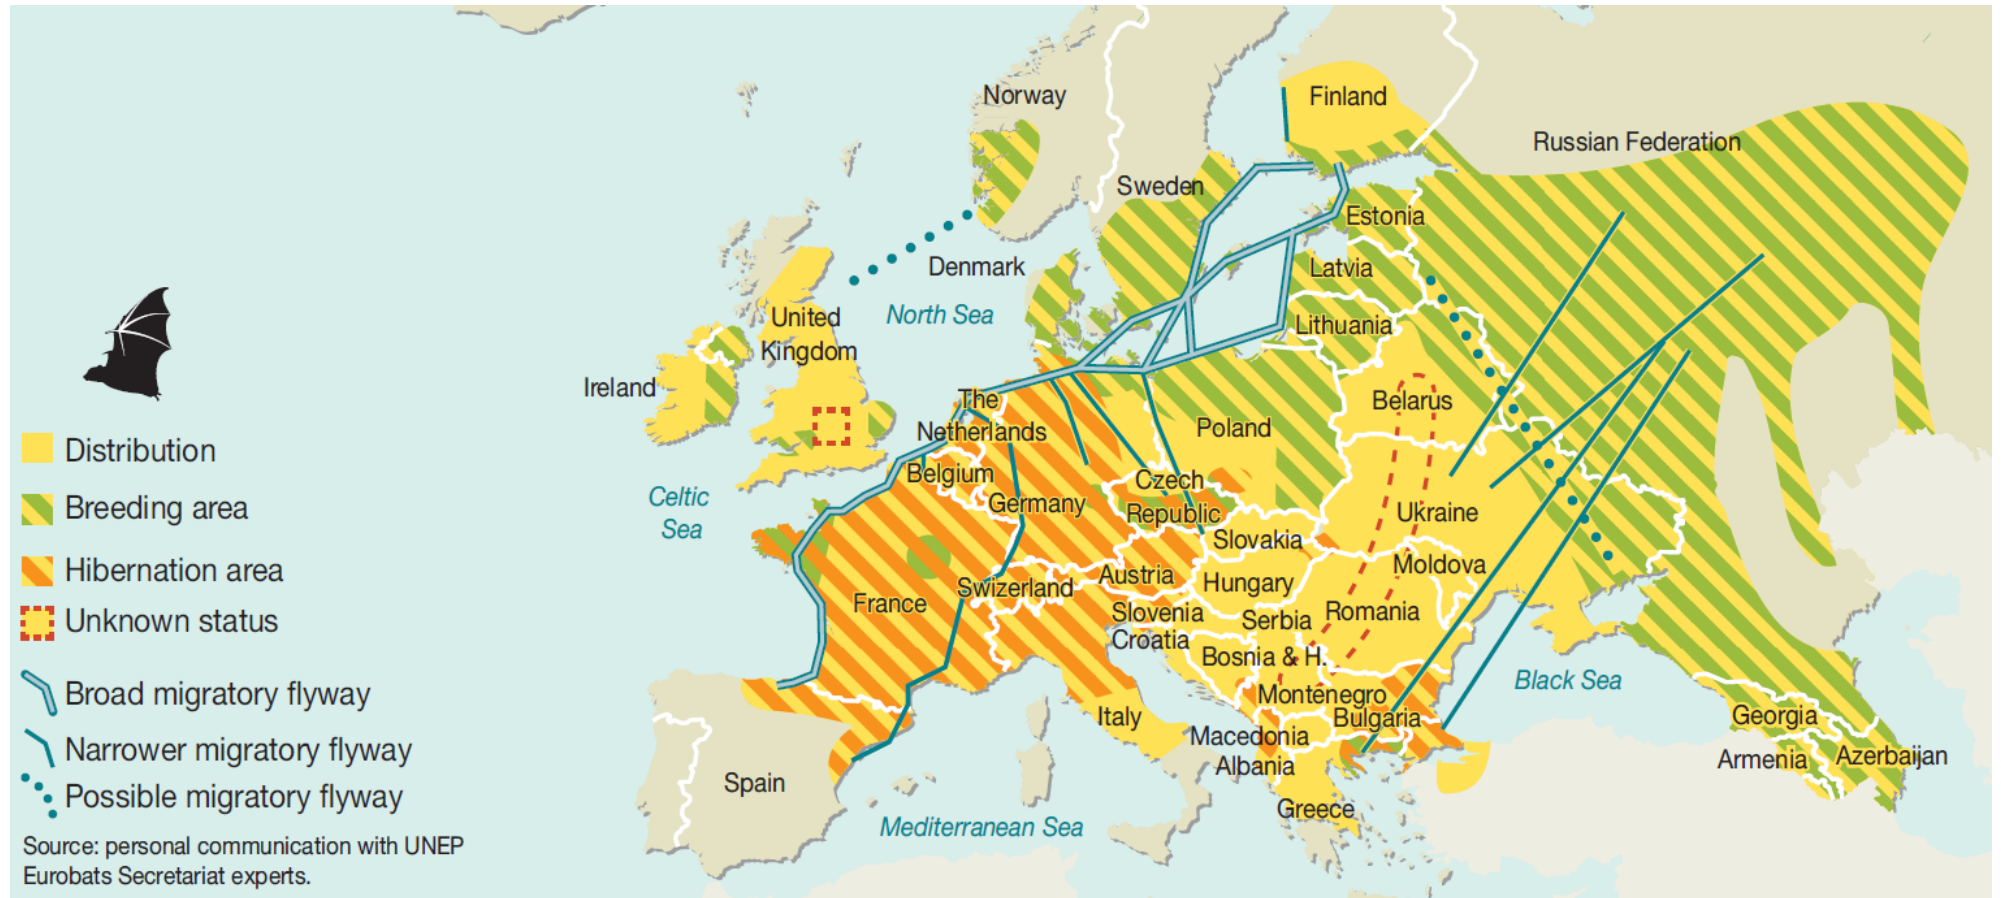 Norway
Finland
Russian Federation
Sweden
Estonia
Denmark
Latvia
North Sea
United
Kingdom
Lithuania
Ireland
The
Netherlands
Belarus
Poland
Belgium
Czech
Republic
Germany
Celtic
Sea
Ukraine
Slovakia
Moldova
Austria
Hungary
Swizerland
France
Slovenia
Serbia
Romania
Croatia
Bosnia & H.
Montenegro
Black Sea
Italy
Bulgaria
Georgia
Macedonia
Albania
Armenia
Azerbaijan
Spain
Greece
Mediterranean Sea
Distribution
Breeding area
Hibernation area
Unknown status
Broad migratory flyway
Narrower migratory flyway
Possible migratory flyway
Source: personal communication with UNEP
Eurobats Secretariat experts.